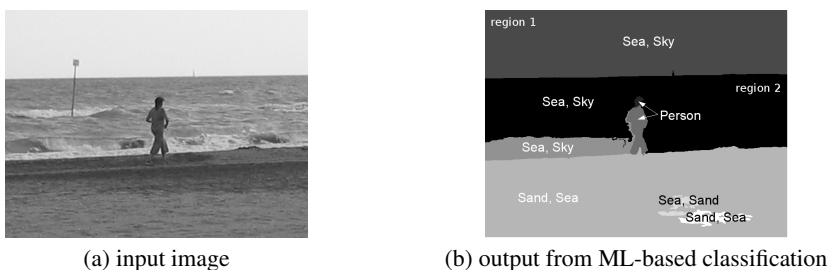 region 1
Sea, Sky
region 2
Sea, Sky
Person
Sea, Sky
Sand, Sea
Sea, Sand
Sand, Sea
(a) input image
(b) output from ML-based classification